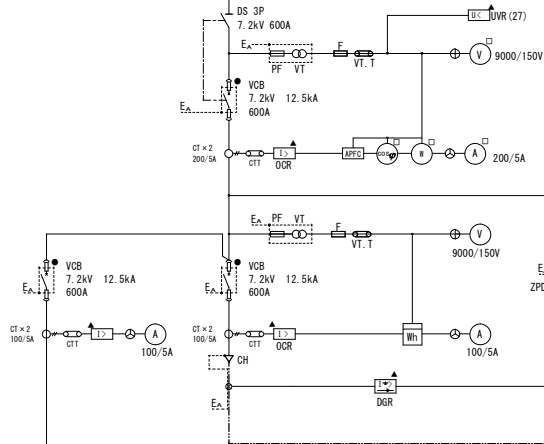 DS 3P
7.2kV 600A
U< UVR(27)
EA
PF VT
F
VT.T
V
9000/150V
VCB
7.2kV 12.5kA
600A
EA
CT×2
200/5A
CTT
I>
OCR
APFC
cosφ
W
A
200/5A
EA
PF VT
F
VT.T
V
9000/150V
E
ZPD
VCB
7.2kV 12.5kA
600A
EA
VCB
7.2kV 12.5kA
600A
EA
CT×2
100/5A
CTT
I>
A
100/5A
CT×2
100/5A
CTT
I>
OCR
Wh
A
100/5A
CH
EA
I
DGR